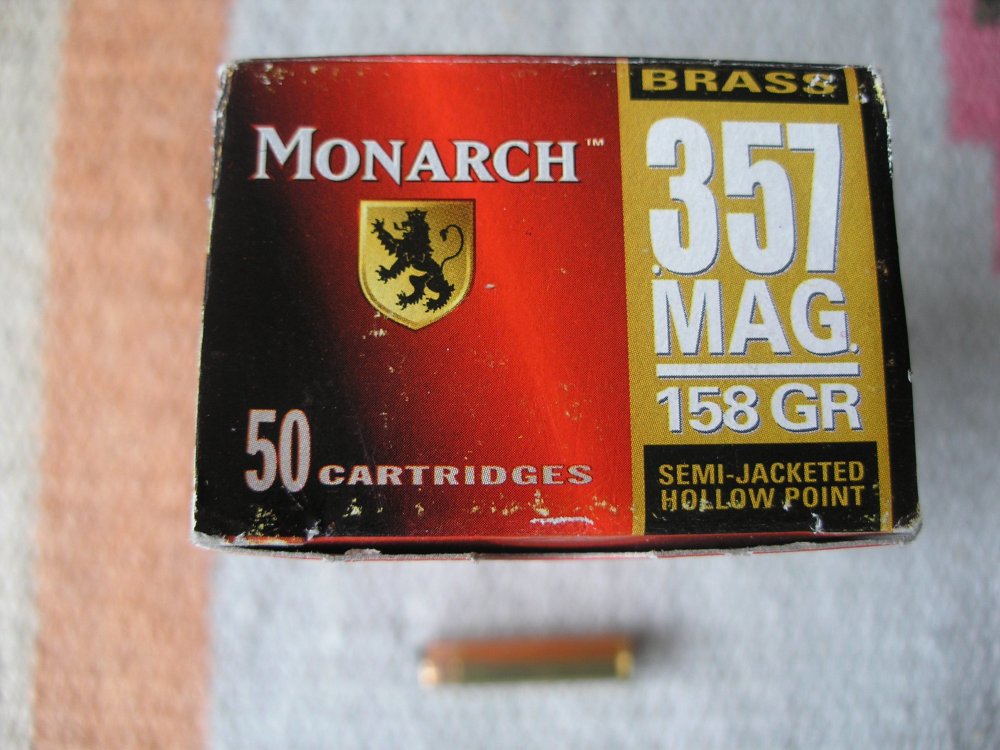 MONARCH™
50 CARTRIDGES
BRASS
.357
MAG.
158 GR
SEMI-JACKETED
HOLLOW POINT